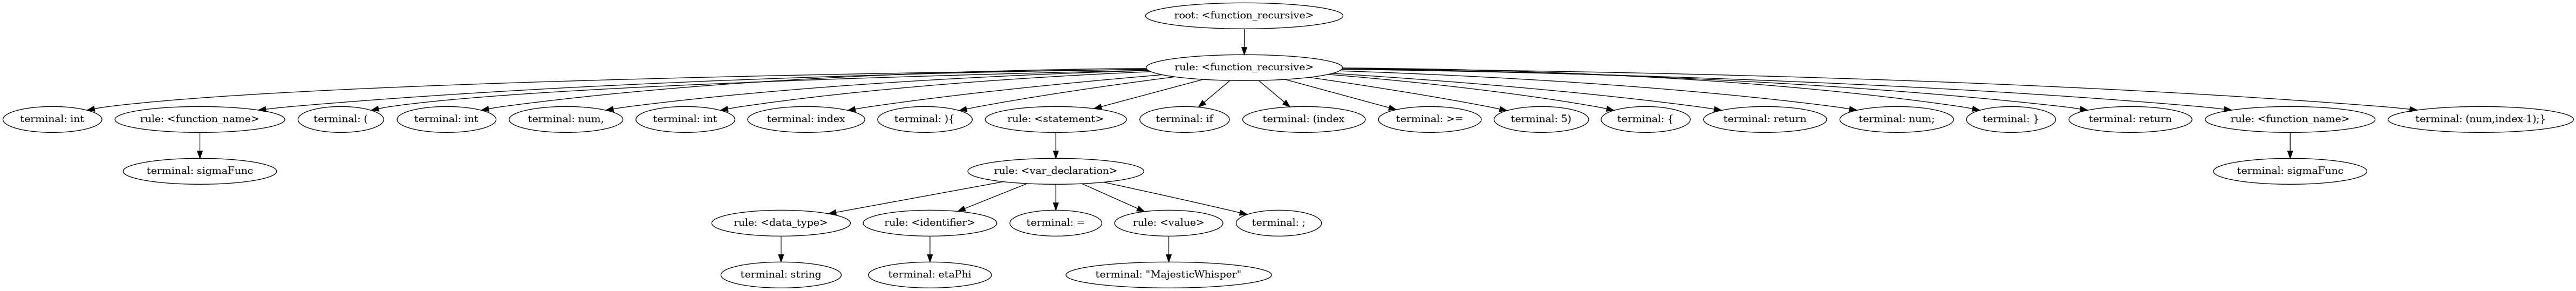 root: <function_recursive>
rule: <function_recursive>
terminal: int
rule: <function_name>
terminal: (
terminal: int
terminal: num,
terminal: int
terminal: index
terminal: ){
rule: <statement>
terminal: if
terminal: (index
terminal: >=
terminal: 5)
terminal: {
terminal: return
terminal: num;
terminal: }
terminal: return
rule: <function_name>
terminal: (num,index-1);}
terminal: sigmaFunc
rule: <var_declaration>
terminal: sigmaFunc
rule: <data_type>
rule: <identifier>
terminal: =
rule: <value>
terminal: ;
terminal: string
terminal: etaPhi
terminal: "MajesticWhisper"